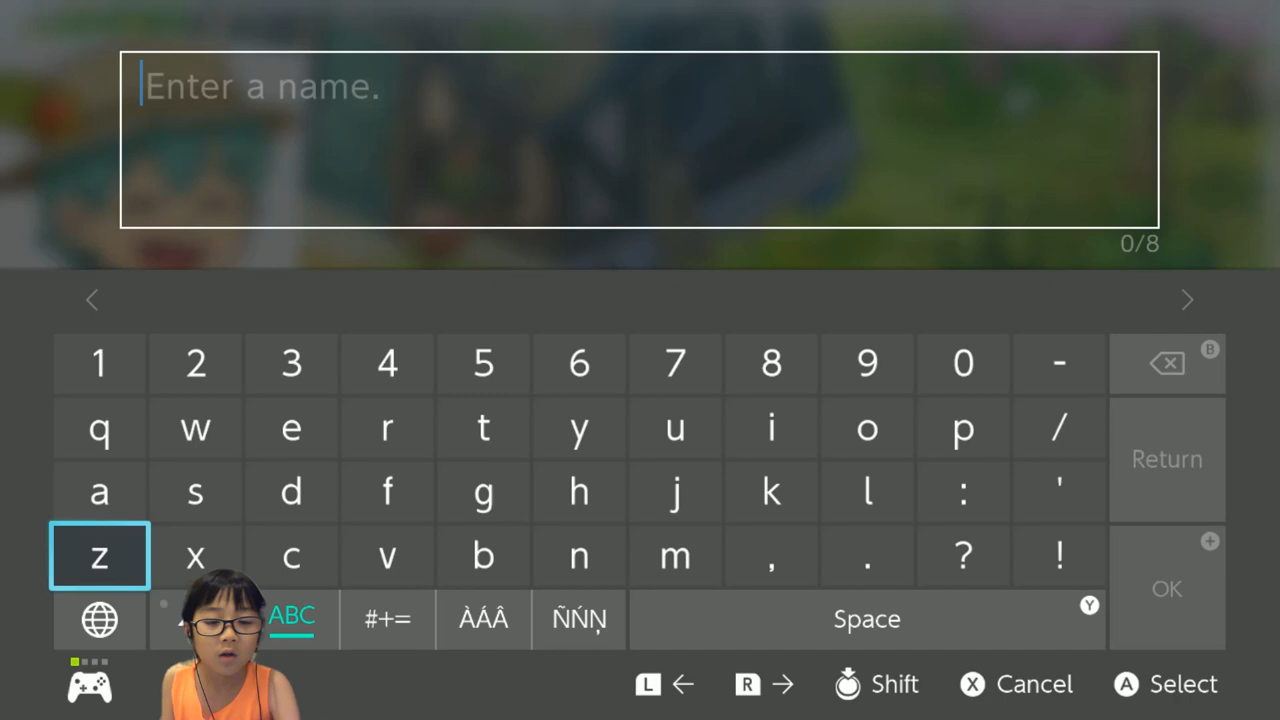 Enter a name.
0/8
1 2 3 4 5 6 7 8 9 0 - B
q w e r t y u i o p / Return
a s d f g h j k l : '
z x c v b n m , . ? ! + OK
ABC #+= ÀÁÂ ÑŃŅ Space Y
L ← R → Shift X Cancel A Select